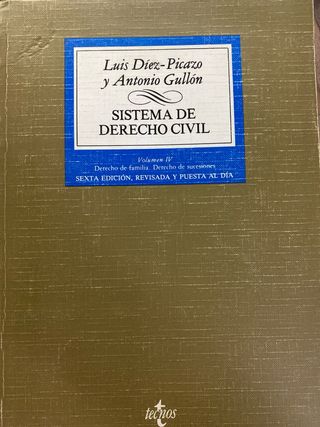 Luis Díez-Picazo
y Antonio Gullón
SISTEMA DE
DERECHO CIVIL
Volumen IV
Derecho de familia. Derecho de sucesiones
SEXTA EDICIÓN, REVISADA Y PUESTA AL DÍA
tecnos